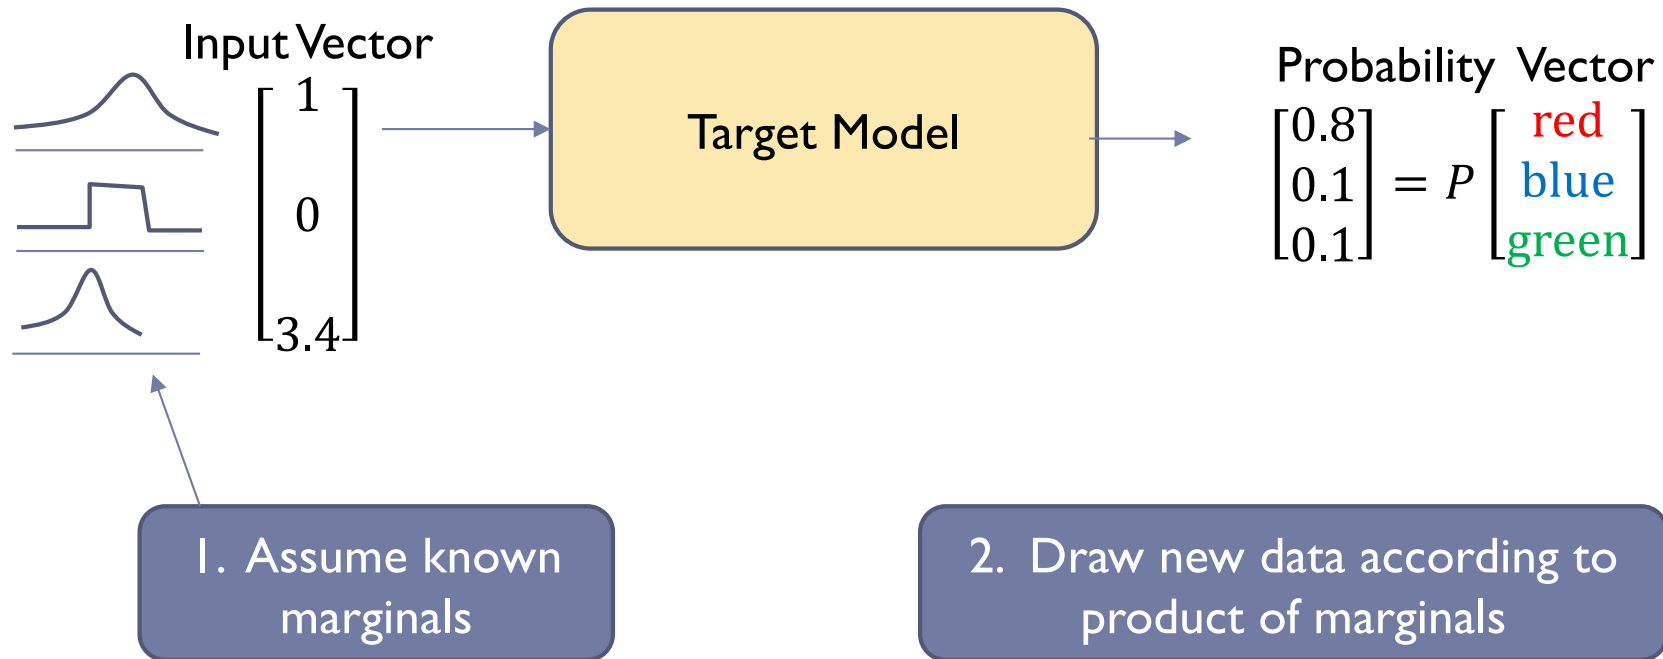 Input Vector
1
0
3.4
Target Model
Probability Vector
0.8
0.1
0.1
= P
red
blue
green
1. Assume known
marginals
2. Draw new data according to
product of marginals